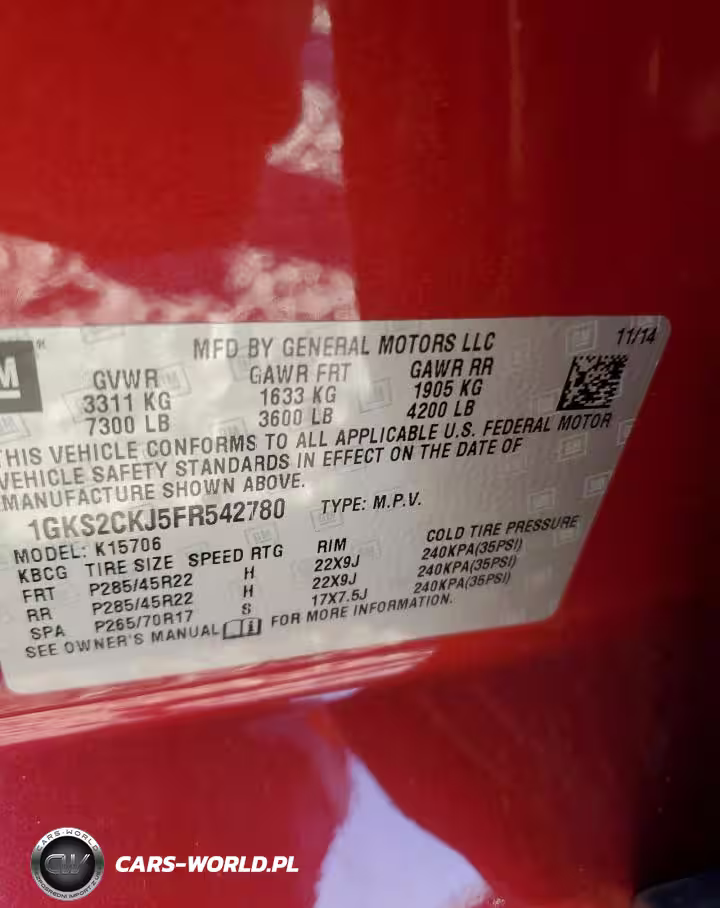 11/14
MFD BY GENERAL MOTORS LLC
GVWR GAWR FRT GAWR RR
3311 KG 1633 KG 1905 KG
7300 LB 3600 LB 4200 LB
THIS VEHICLE CONFORMS TO ALL APPLICABLE U.S. FEDERAL MOTOR
VEHICLE SAFETY STANDARDS IN EFFECT ON THE DATE OF
MANUFACTURE SHOWN ABOVE.
1GKS2CKJ5FR542780 TYPE: M.P.V.
MODEL: K15706
KBCG TIRE SIZE SPEED RTG RIM COLD TIRE PRESSURE
FRT P285/45R22 H 22X9J 240KPA(35PSI)
RR P285/45R22 H 22X9J 240KPA(35PSI)
SPA P265/70R17 S 17X7.5J 240KPA(35PSI)
SEE OWNER'S MANUAL FOR MORE INFORMATION.
CARS-WORLD
CW
CARS-WORLD.PL